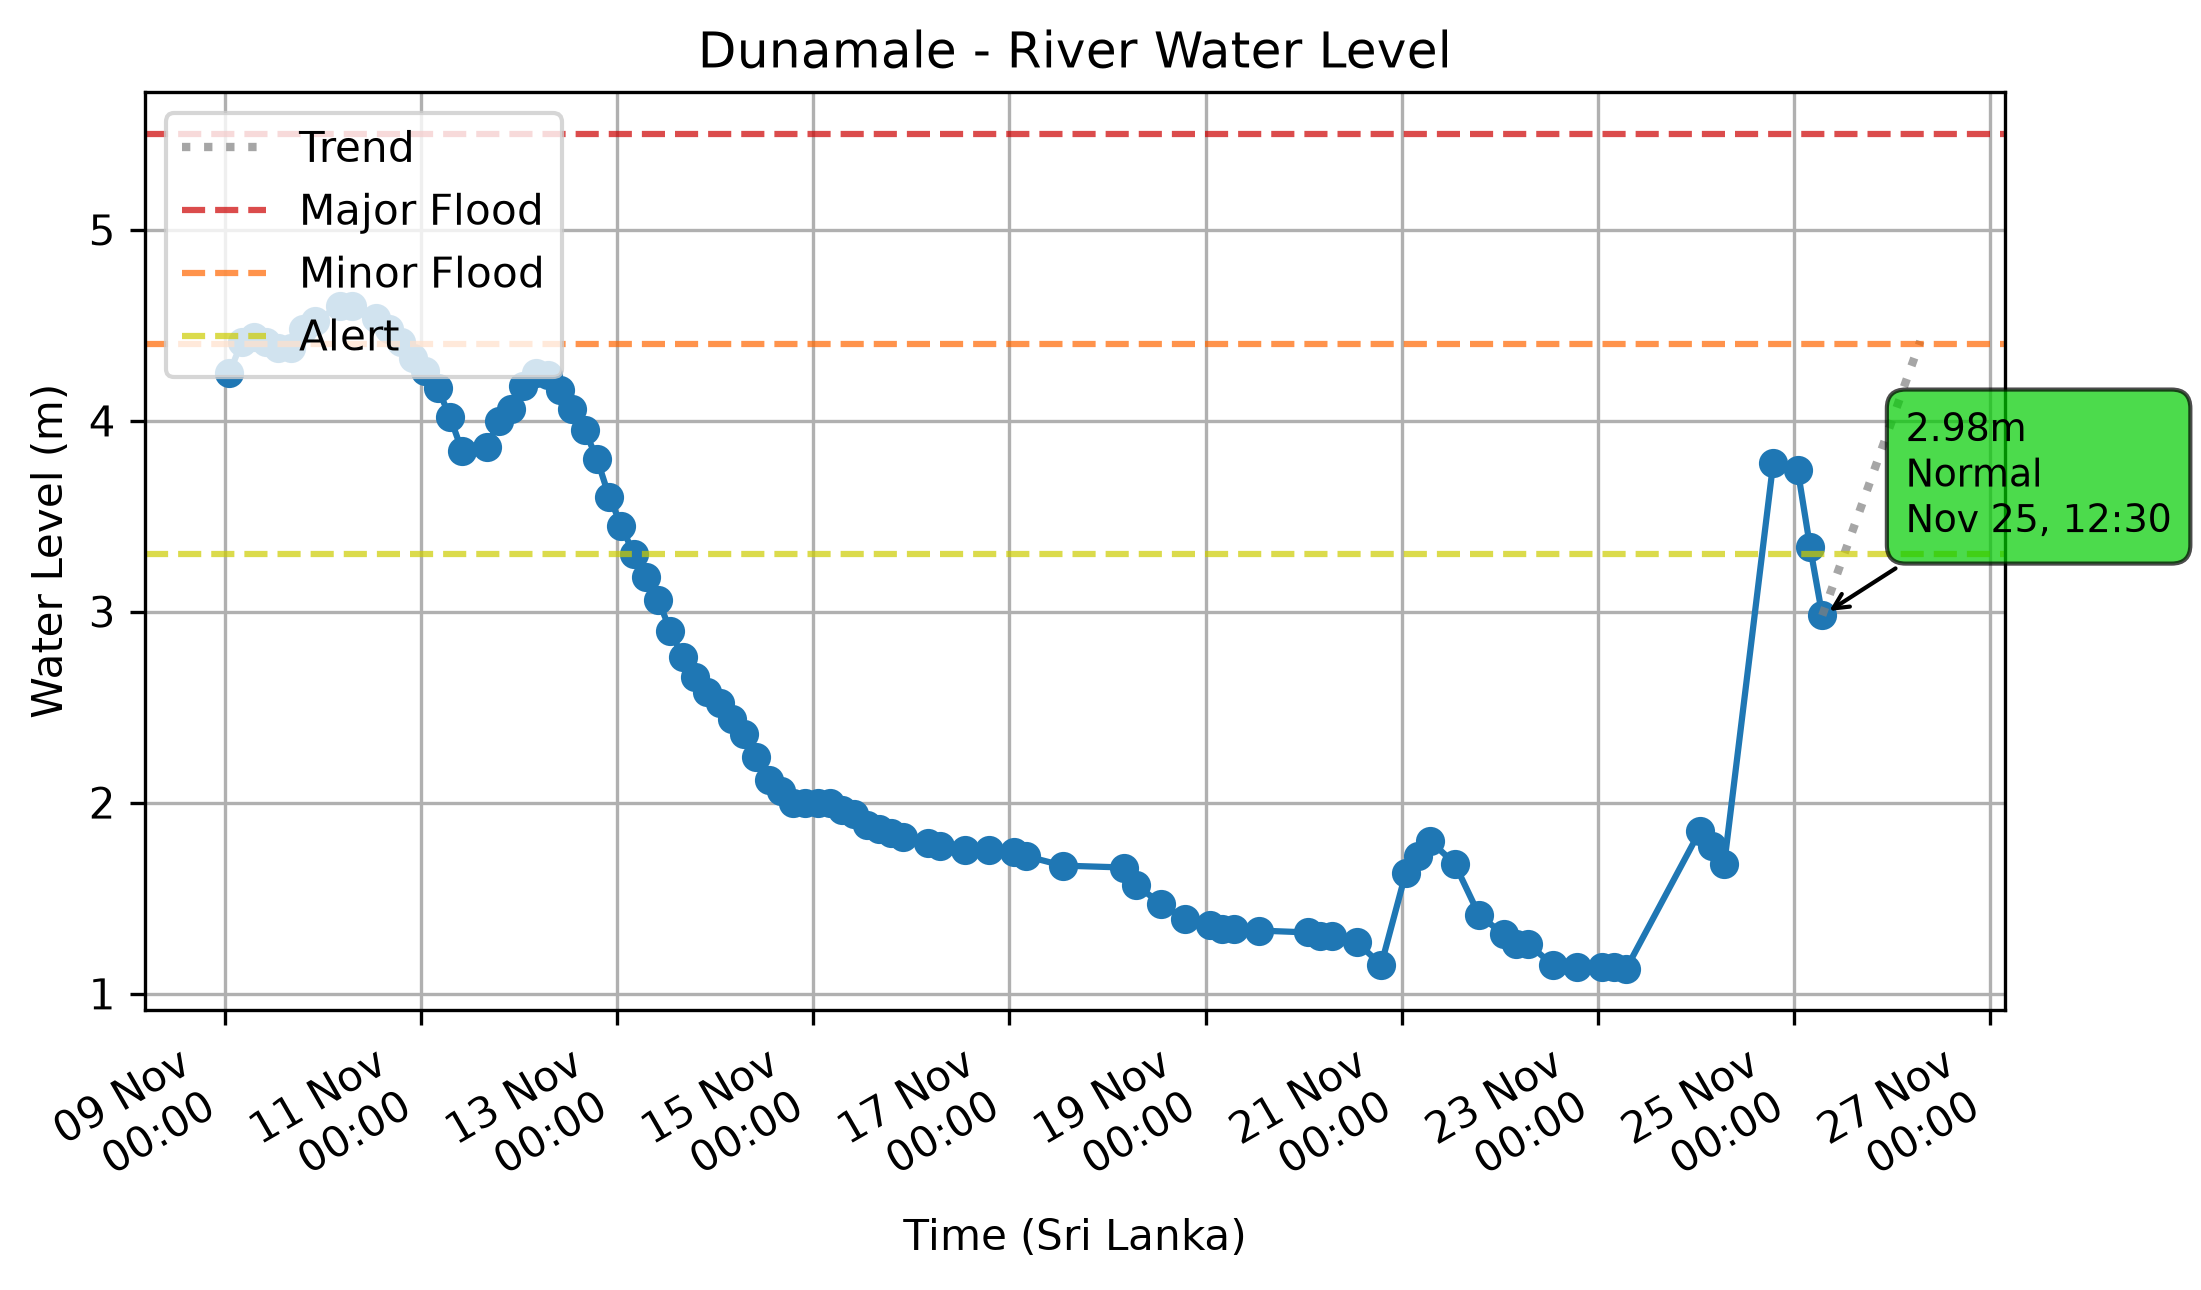 Dunamale - River Water Level
Trend
Major Flood
Minor Flood
Alert
5
4
3
2
1
Water Level (m)
2.98m
Normal
Nov 25, 12:30
09 Nov
00:00
11 Nov
00:00
13 Nov
00:00
15 Nov
00:00
17 Nov
00:00
19 Nov
00:00
21 Nov
00:00
23 Nov
00:00
25 Nov
00:00
27 Nov
00:00
Time (Sri Lanka)